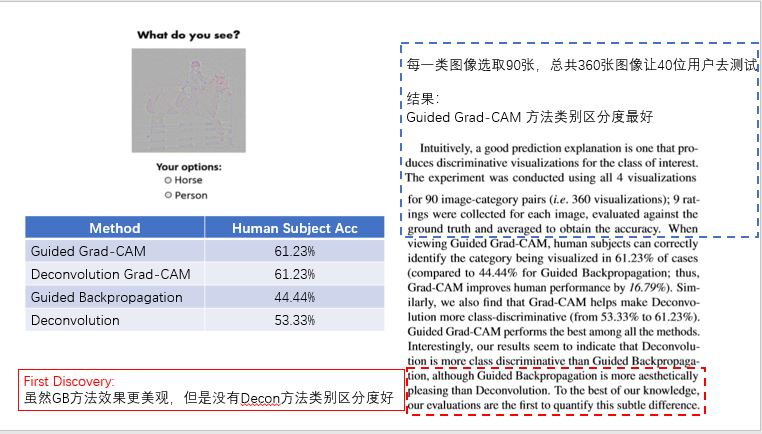 What do you see?
Your options:
Horse
Person
Method Human Subject Acc
Guided Grad-CAM 61.23%
Deconvolution Grad-CAM 61.23%
Guided Backpropagation 44.44%
Deconvolution 53.33%
First Discovery:
虽然GB方法效果更美观，但是没有Decon方法类别区分度好
每一类图像选取90张，总共360张图像让40位用户去测试
结果：
Guided Grad-CAM 方法类别区分度最好
Intuitively, a good prediction explanation is one that pro-
duces discriminative visualizations for the class of interest.
The experiment was conducted using all 4 visualizations
for 90 image-category pairs (i.e. 360 visualizations); 9 rat-
ings were collected for each image, evaluated against the
ground truth and averaged to obtain the accuracy. When
viewing Guided Grad-CAM, human subjects can correctly
identify the category being visualized in 61.23% of cases
(compared to 44.44% for Guided Backpropagation; thus,
Grad-CAM improves human performance by 16.79%). Sim-
ilarly, we also find that Grad-CAM helps make Deconvo-
lution more class-discriminative (from 53.33% to 61.23%).
Guided Grad-CAM performs the best among all the methods.
Interestingly, our results seem to indicate that Deconvolu-
tion is more class discriminative than Guided Backpropaga-
tion, although Guided Backpropagation is more aesthetically
pleasing than Deconvolution. To the best of our knowledge,
our evaluations are the first to quantify this subtle difference.